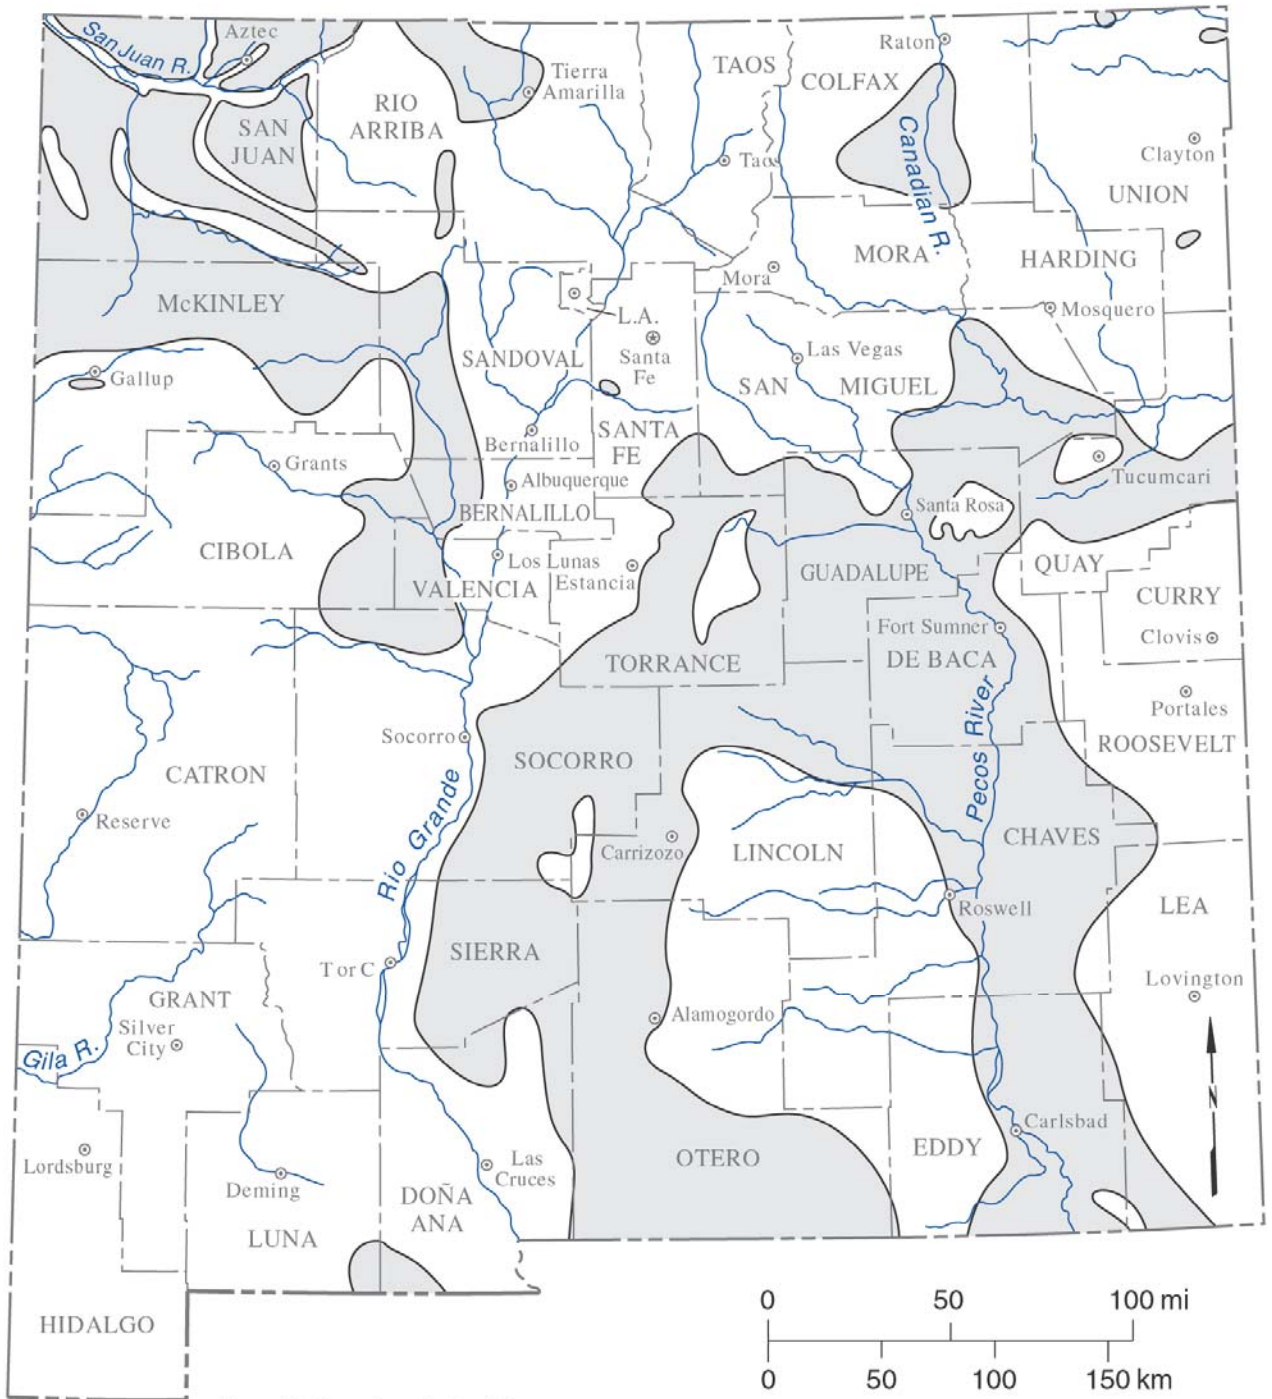 San Juan R.
Aztec
SAN
JUAN
RIO
ARRIBA
Tierra
Amarilla
TAOS
Taos
COLFAX
Raton
Canadian R.
Clayton
UNION
MORA
Mora
HARDING
Mosquero
McKINLEY
Gallup
SANDOVAL
L.A.
Santa
Fe
Las Vegas
SAN
MIGUEL
Bernalillo
SANTA
FE
Grants
Albuquerque
BERNALILLO
Santa Rosa
Tucumcari
CIBOLA
Los Lunas
VALENCIA
Estancia
GUADALUPE
QUAY
CURRY
Clovis
Fort Sumner
DE BACA
TORRANCE
Portales
ROOSEVELT
Socorro
SOCORRO
Pecos River
CATRON
Reserve
Rio Grande
Carrizozo
LINCOLN
CHAVES
Roswell
LEA
Lovington
T or C
SIERRA
GRANT
Silver
City
Gila R.
Alamogordo
N
Lordsburg
Deming
LUNA
DOÑA
ANA
Las
Cruces
OTERO
EDDY
Carlsbad
HIDALGO
0 50 100 mi
0 50 100 150 km